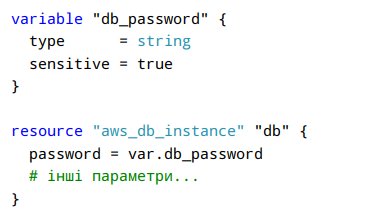 variable "db_password" {
  type      = string
  sensitive = true
}

resource "aws_db_instance" "db" {
  password = var.db_password
  # інші параметри...
}